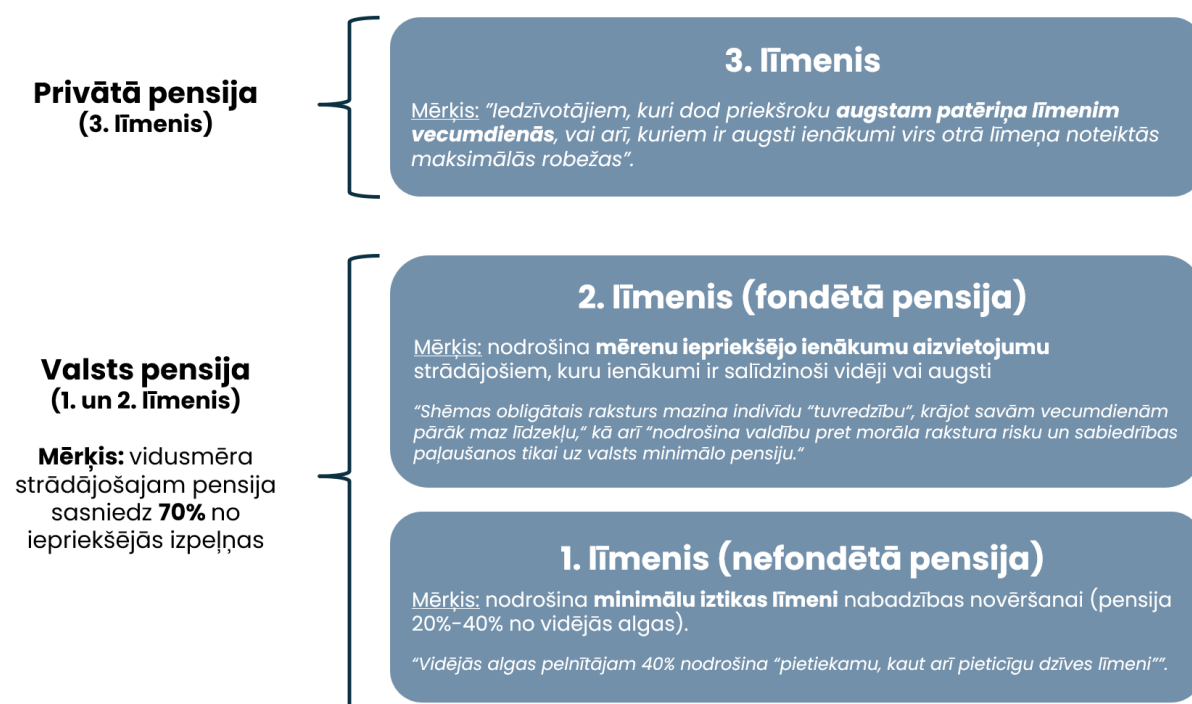 Privātā pensija
(3. līmenis)
3. līmenis
Mērķis: “Iedzīvotājiem, kuri dod priekšroku augstam patēriņa līmenim
vecumdienās, vai arī, kuriem ir augsti ienākumi virs otrā līmeņa noteiktās
maksimālās robežas”.
Valsts pensija
(1. un 2. līmenis)
Mērķis: vidusmēra
strādājošajam pensija
sasniedz 70% no
iepriekšējās izpeļņas
2. līmenis (fondētā pensija)
Mērķis: nodrošina mērenu iepriekšējo ienākumu aizvietojumu
strādājošiem, kuru ienākumi ir salīdzinoši vidēji vai augsti
“Shēmas obligātais raksturs mazina indivīdu “tuvredzību“, krājot savām vecumdienām
pārāk maz līdzekļu,“ kā arī “nodrošina valdību pret morāla rakstura risku un sabiedrības
paļaušanos tikai uz valsts minimālo pensiju.“
1. līmenis (nefondētā pensija)
Mērķis: nodrošina minimālu iztikas līmeni nabadzības novēršanai (pensija
20%-40% no vidējās algas).
“Vidējās algas pelnītājam 40% nodrošina “pietiekamu, kaut arī pieticīgu dzīves līmeni””.